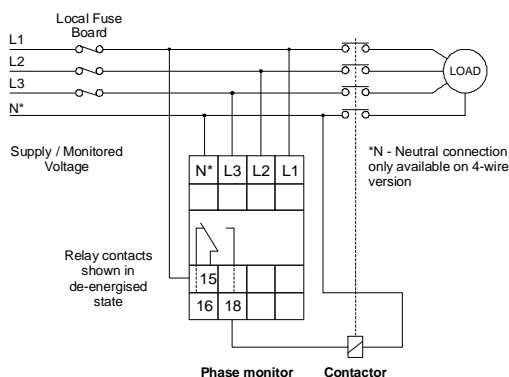 Local Fuse
Board
L1
L2
L3
N*
LOAD
Supply / Monitored
Voltage
*N - Neutral connection
only available on 4-wire
version
N* L3 L2 L1
Relay contacts
shown in
de-energised
state
15
16 18
Phase monitor Contactor